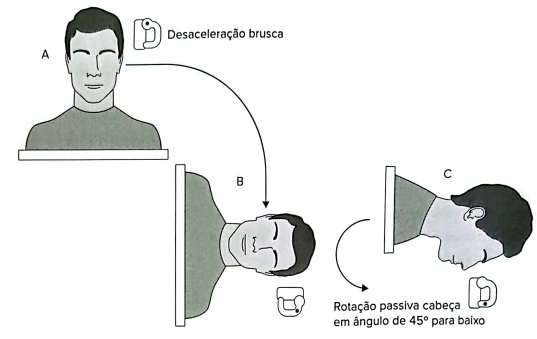 A
Desaceleração brusca
B
C
Rotação passiva cabeça
em ângulo de 45º para baixo